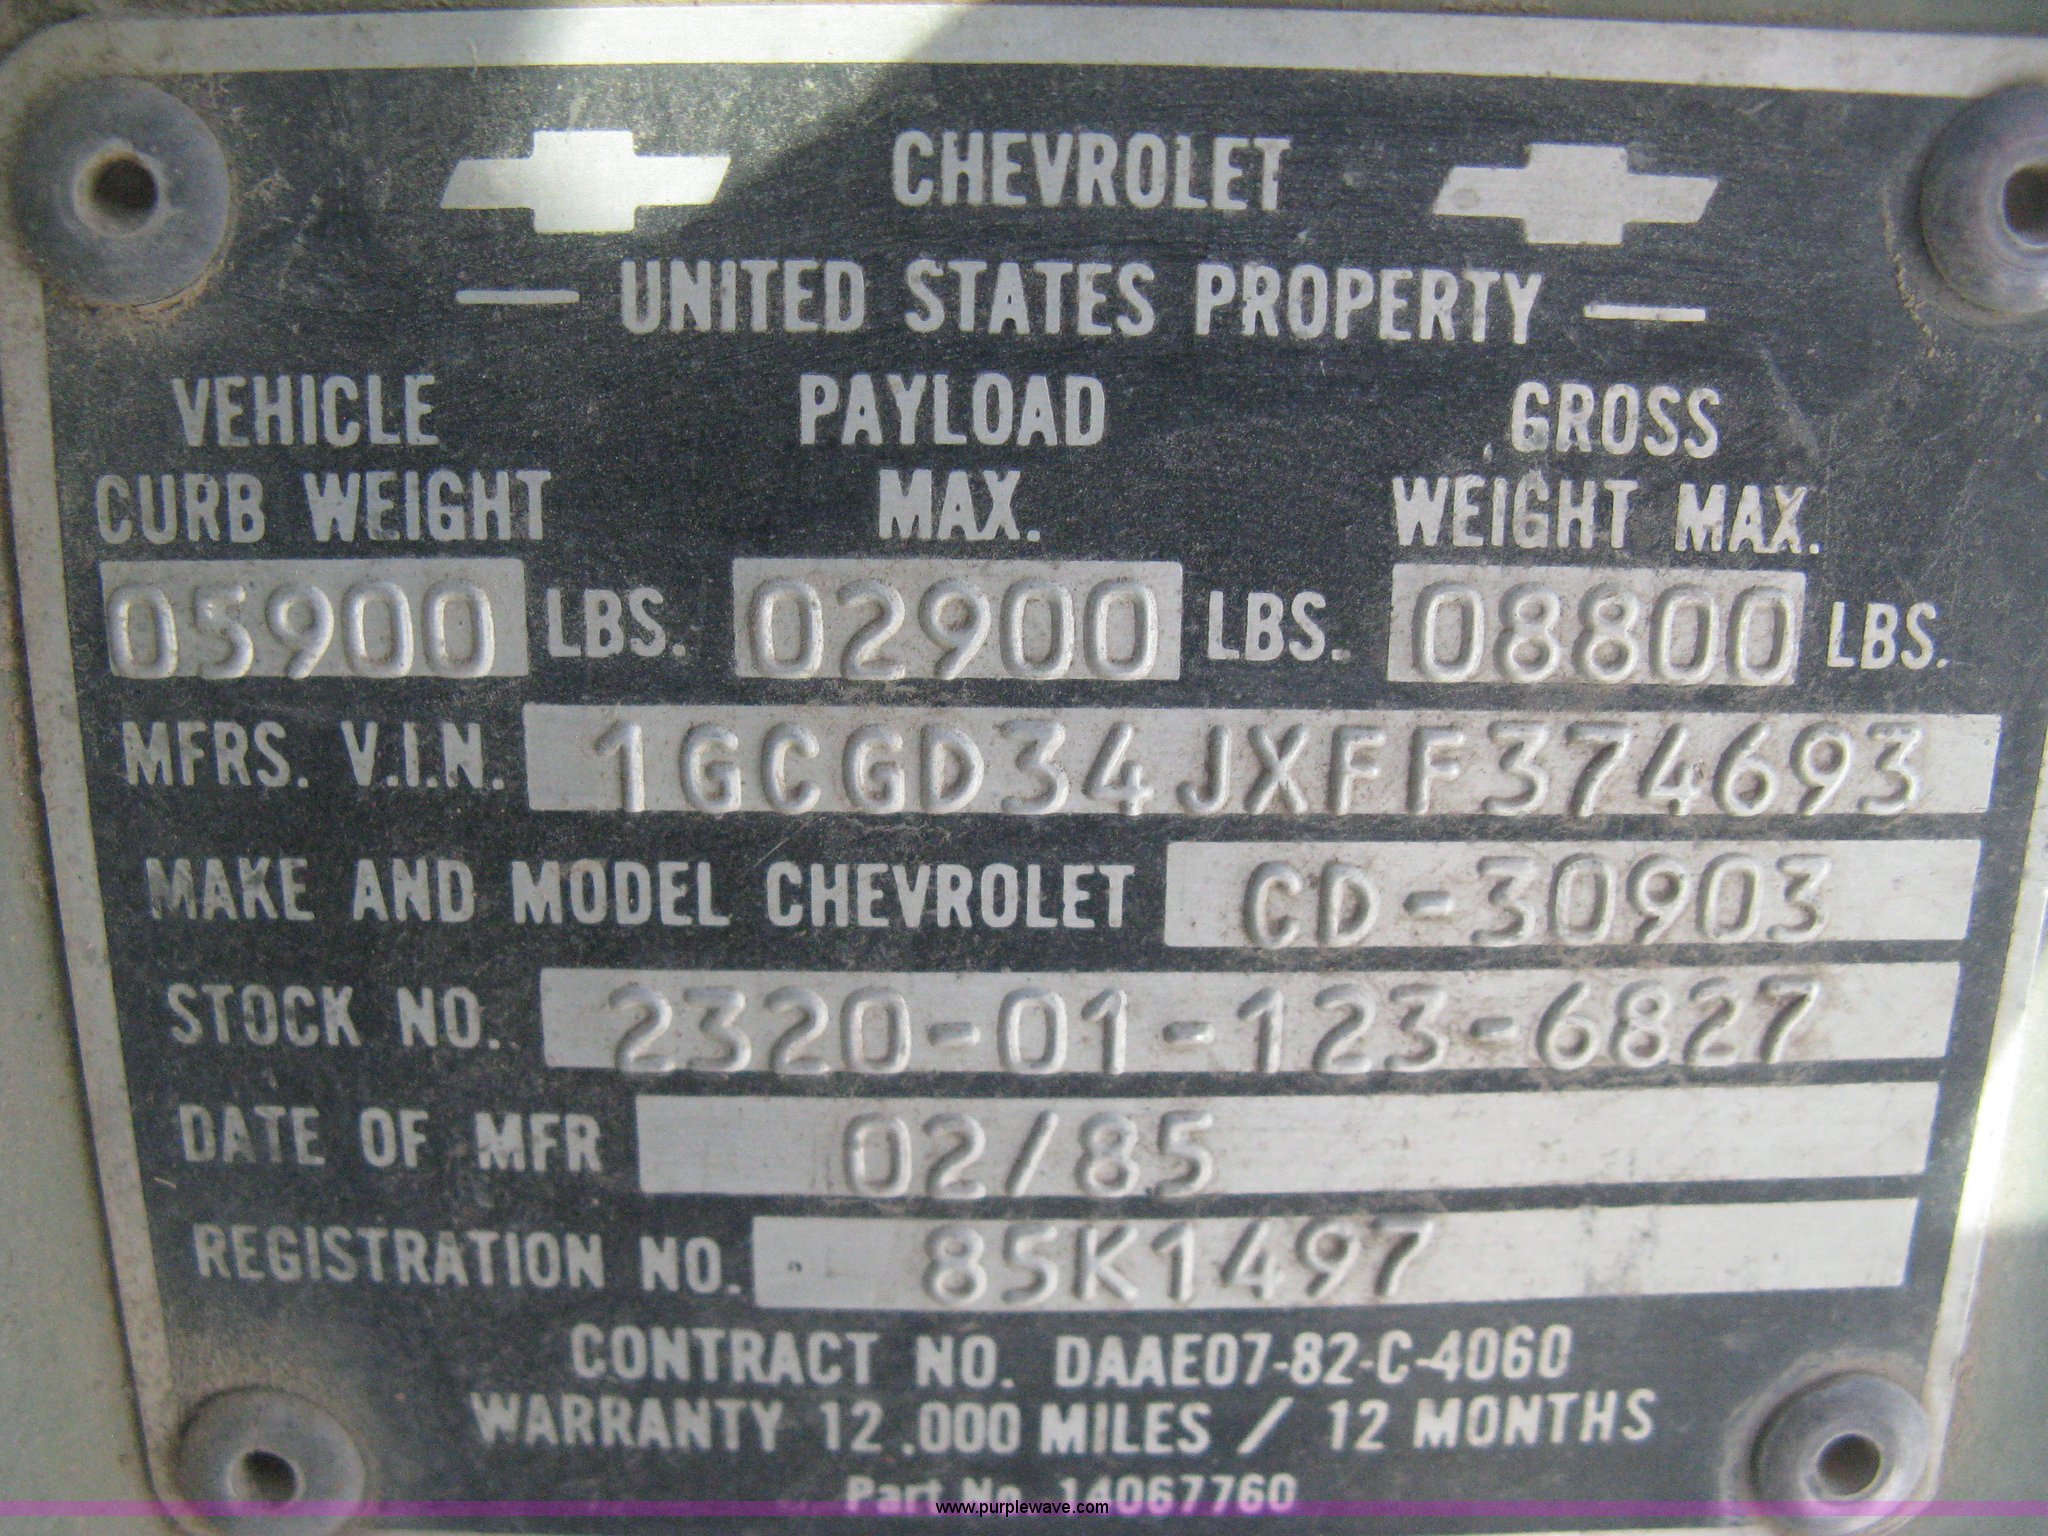 CHEVROLET
UNITED STATES PROPERTY
VEHICLE CURB WEIGHT 05900 LBS.
PAYLOAD MAX. 02900 LBS.
GROSS WEIGHT MAX. 08800 LBS.
MFRS. V.I.N. 1GCGD34JXFF374693
MAKE AND MODEL CHEVROLET CD-30903
STOCK NO. 2320-01-123-6827
DATE OF MFR 02/85
REGISTRATION NO. 85K1497
CONTRACT NO. DAAE07-82-C-4060
WARRANTY 12,000 MILES / 12 MONTHS
Part No. 14067760
www.purplewave.com